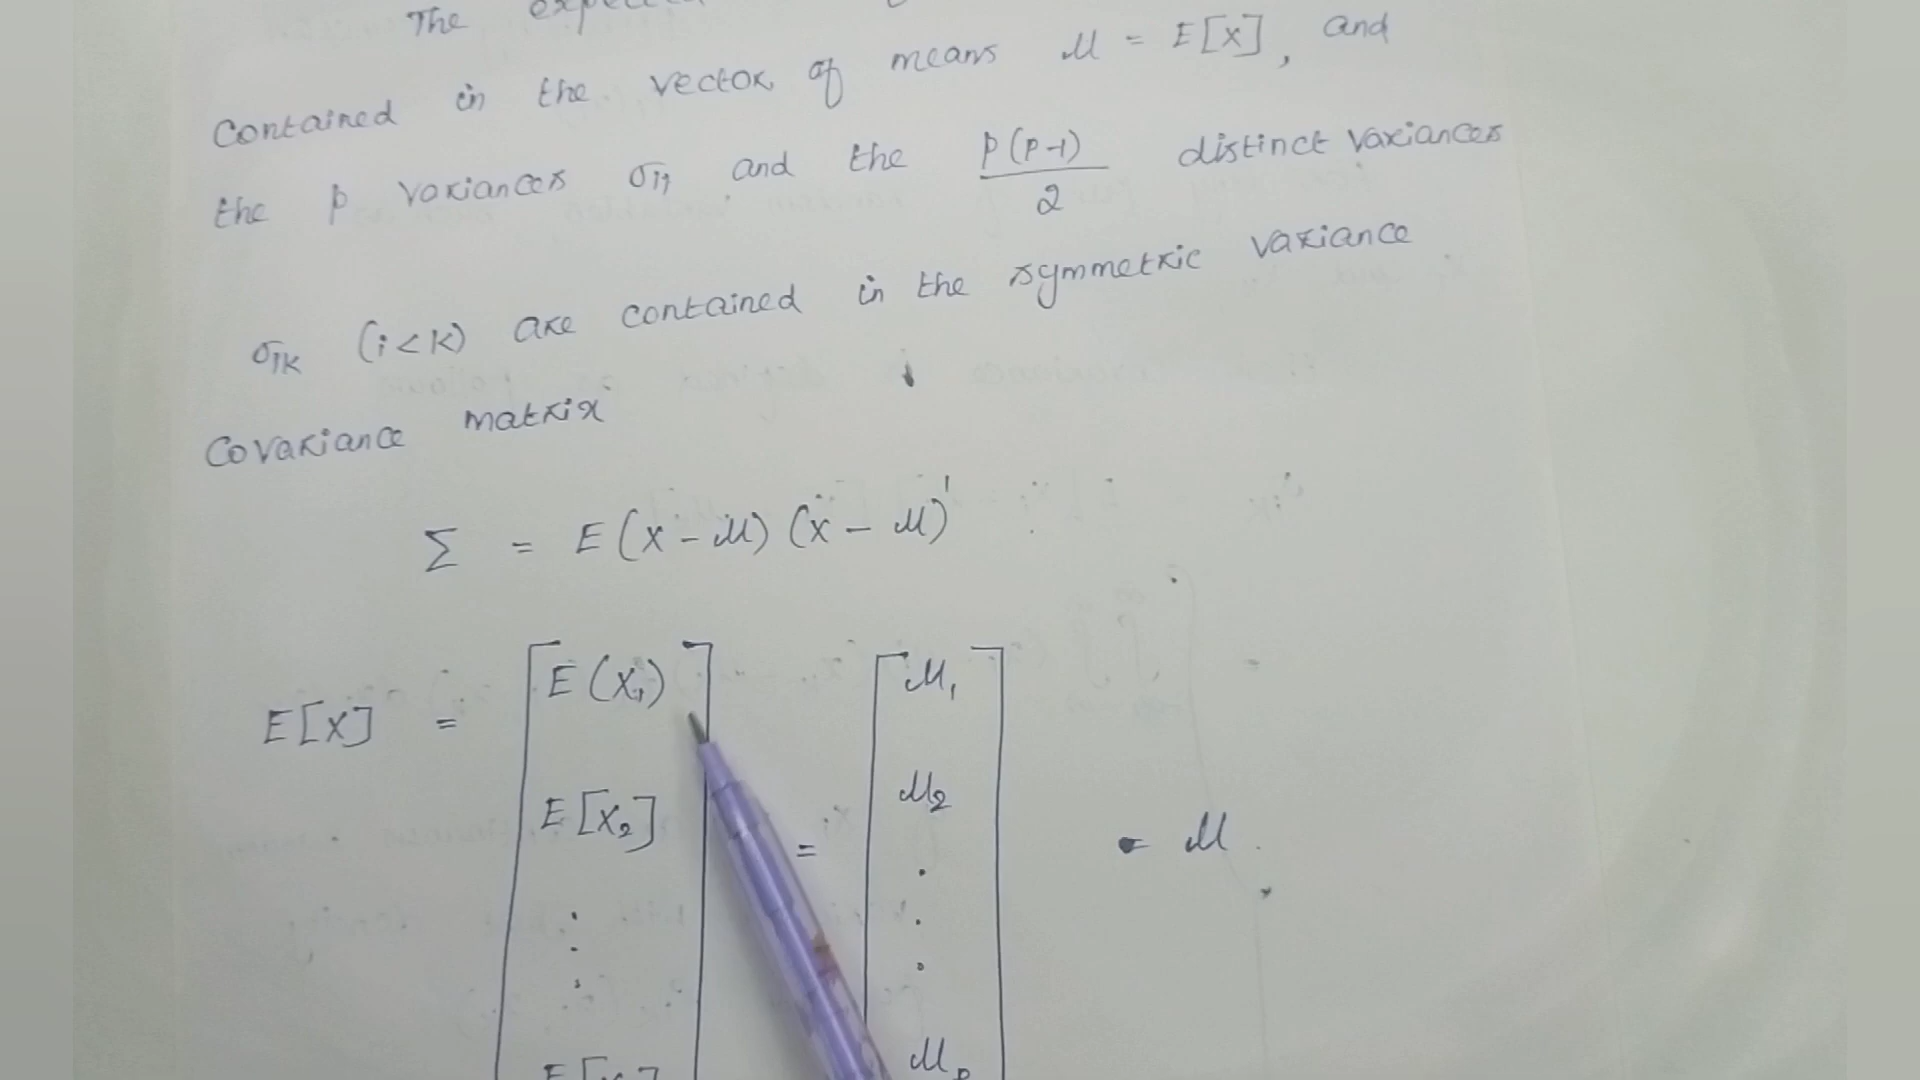 The
contained in the vector of means μ = E[X], and
the p variances σii and the p(p-1)/2 distinct variances
σik (i<k) are contained in the symmetric variance
covariance matrix
Σ = E(X-μ)(X-μ)'
E[X] = [E(X1) E[X2] ⋮ ] = [μ1 μ2 ⋮ μp] = μ.